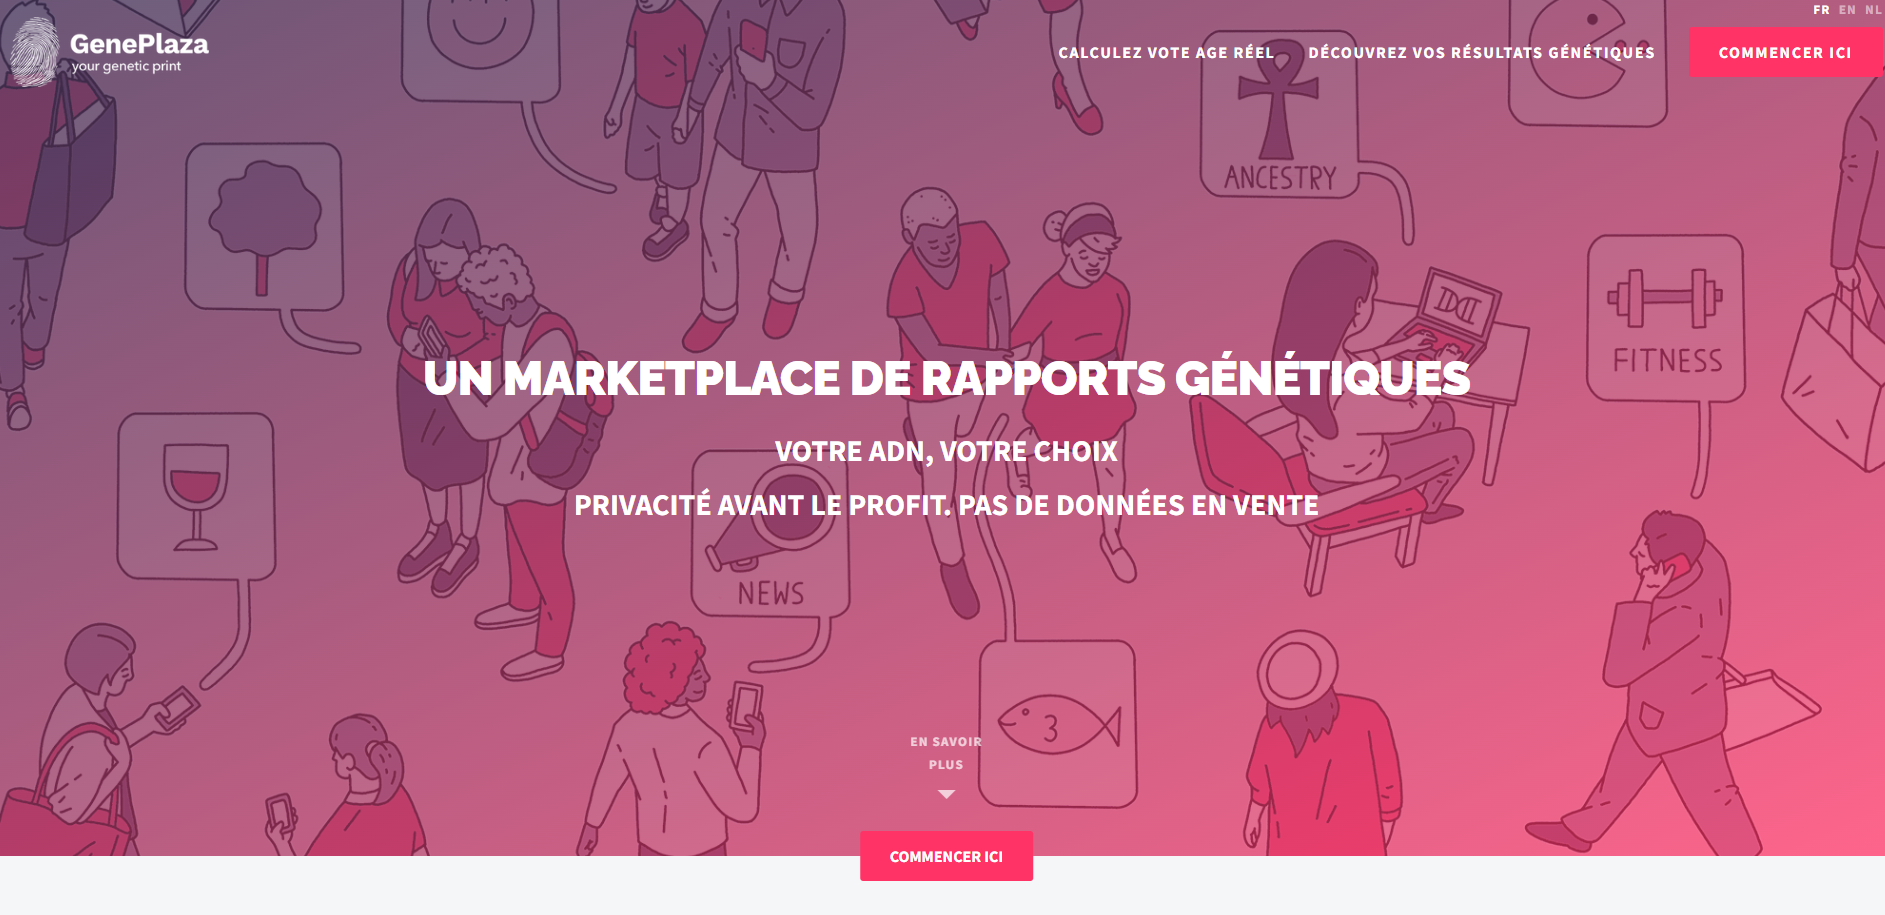 FR EN NL
GenePlaza
your genetic print
CALCULEZ VOTE AGE RÉEL
DÉCOUVREZ VOS RÉSULTATS GÉNÉTIQUES
COMMENCER ICI
ANCESTRY
FITNESS
UN MARKETPLACE DE RAPPORTS GÉNÉTIQUES
VOTRE ADN, VOTRE CHOIX
PRIVACITÉ AVANT LE PROFIT. PAS DE DONNÉES EN VENTE
NEWS
EN SAVOIR
PLUS
COMMENCER ICI